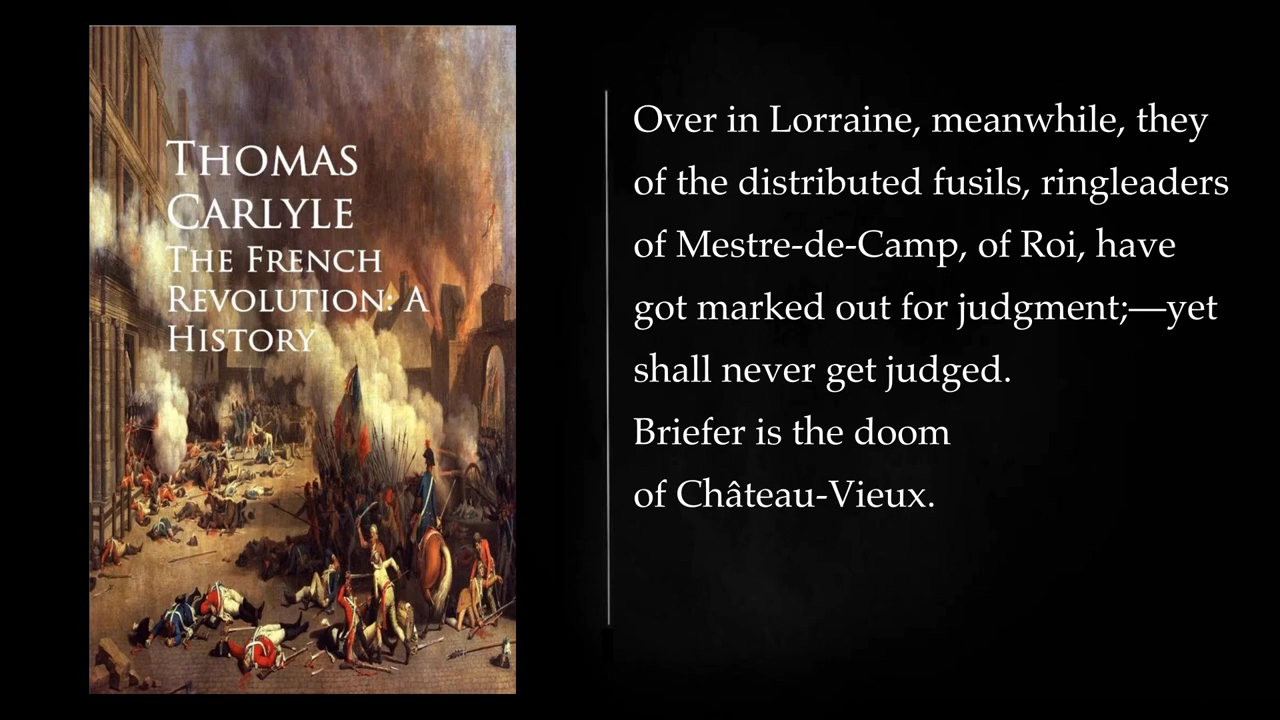 THOMAS
CARLYLE
THE FRENCH
REVOLUTION: A
HISTORY
Over in Lorraine, meanwhile, they
of the distributed fusils, ringleaders
of Mestre-de-Camp, of Roi, have
got marked out for judgment;—yet
shall never get judged.
Briefer is the doom
of Château-Vieux.